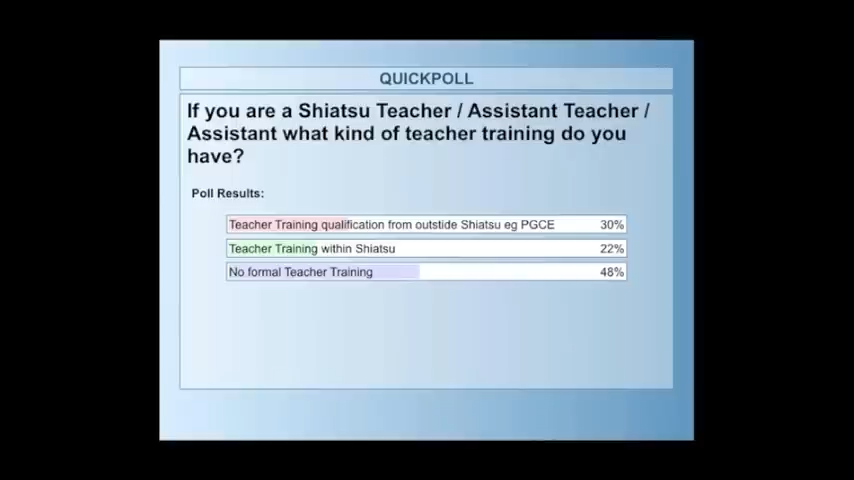 QUICKPOLL
If you are a Shiatsu Teacher / Assistant Teacher /
Assistant what kind of teacher training do you
have?
Poll Results:
Teacher Training qualification from outstide Shiatsu eg PGCE 30%
Teacher Training within Shiatsu 22%
No formal Teacher Training 48%